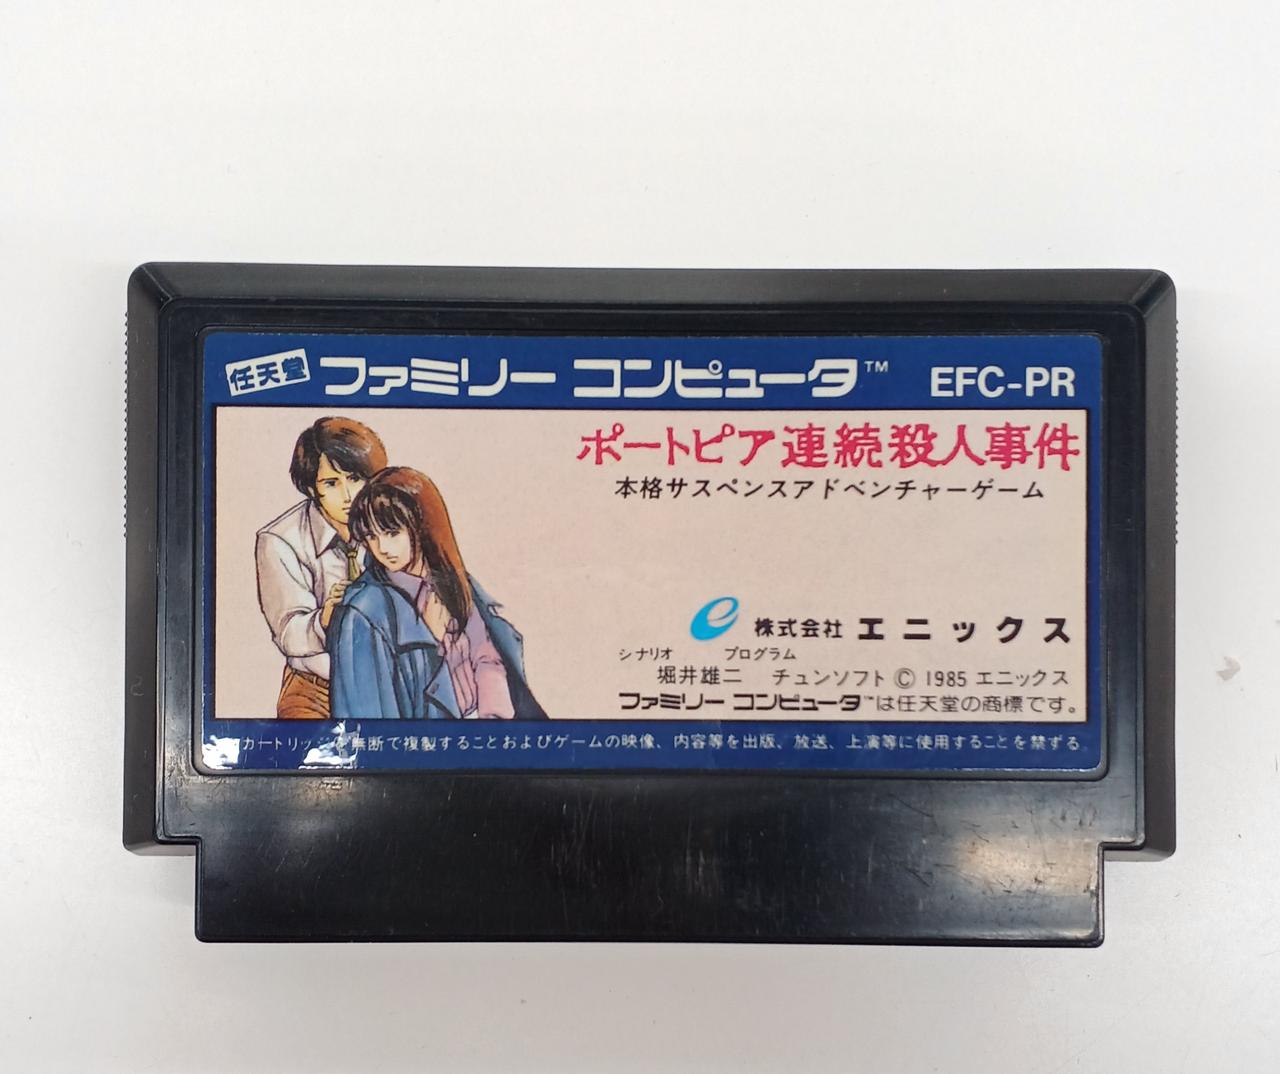 任天堂 ファミリー コンピュータ™ EFC-PR
ポートピア連続殺人事件
本格サスペンスアドベンチャーゲーム
e 株式会社 エニックス
シナリオ プログラム
堀井雄二 チュンソフト © 1985 エニックス
ファミリー コンピュータ™は任天堂の商標です。
カートリッジを無断で複製することおよびゲームの映像、内容等を出版、放送、上演等に使用することを禁ずる